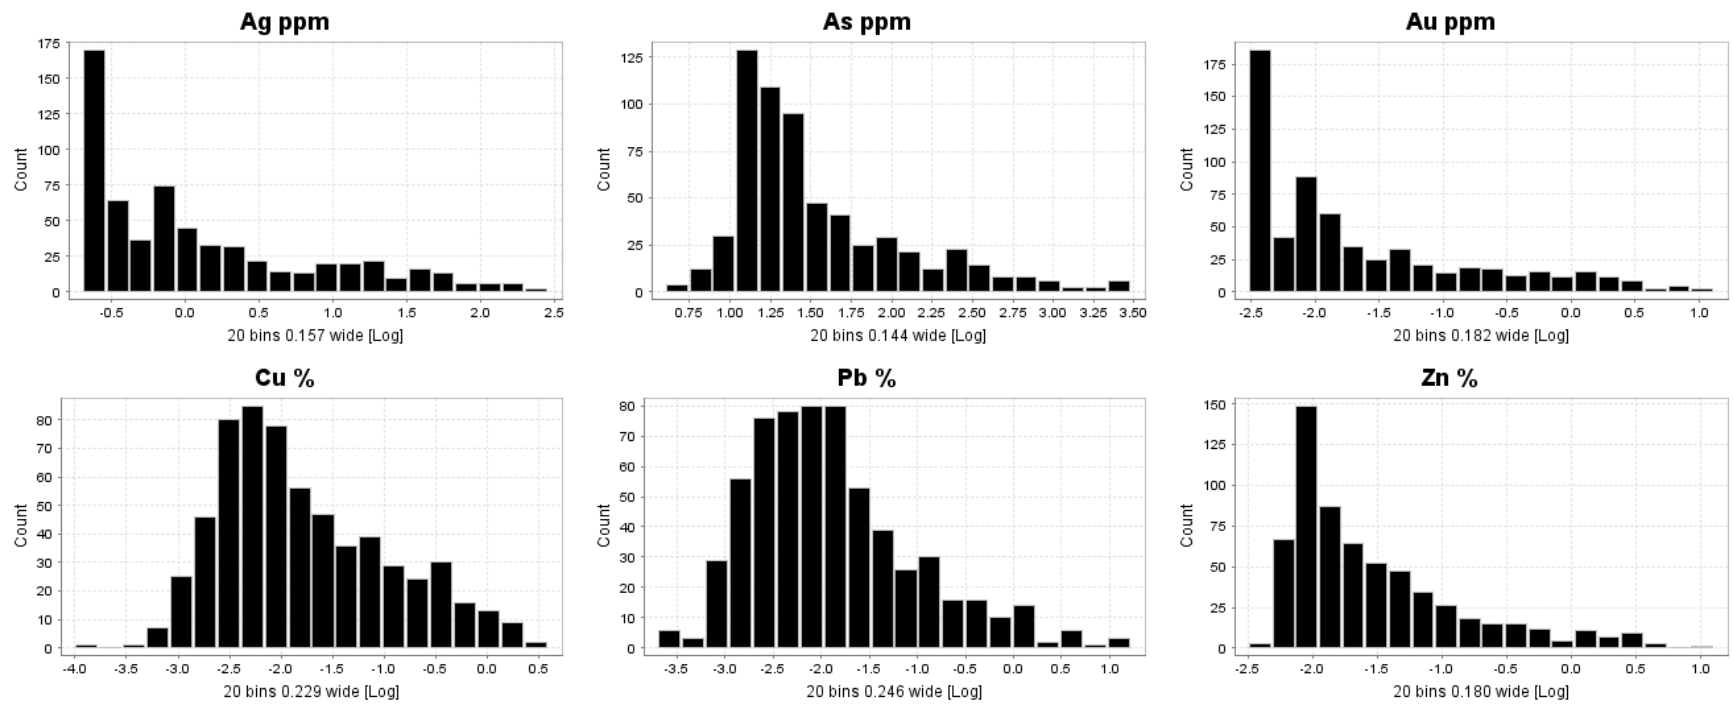 Ag ppm
As ppm
Au ppm
175
150
125
100
75
50
25
0
Count
-0.5 0.0 0.5 1.0 1.5 2.0 2.5
20 bins 0.157 wide [Log]
125
100
75
50
25
0
Count
0.75 1.00 1.25 1.50 1.75 2.00 2.25 2.50 2.75 3.00 3.25 3.50
20 bins 0.144 wide [Log]
175
150
125
100
75
50
25
0
Count
-2.5 -2.0 -1.5 -1.0 -0.5 0.0 0.5 1.0
20 bins 0.182 wide [Log]
Cu %
Pb %
Zn %
80
70
60
50
40
30
20
10
0
Count
-4.0 -3.5 -3.0 -2.5 -2.0 -1.5 -1.0 -0.5 0.0 0.5
20 bins 0.229 wide [Log]
80
70
60
50
40
30
20
10
0
Count
-3.5 -3.0 -2.5 -2.0 -1.5 -1.0 -0.5 0.0 0.5 1.0
20 bins 0.246 wide [Log]
150
125
100
75
50
25
0
Count
-2.5 -2.0 -1.5 -1.0 -0.5 0.0 0.5 1.0
20 bins 0.180 wide [Log]